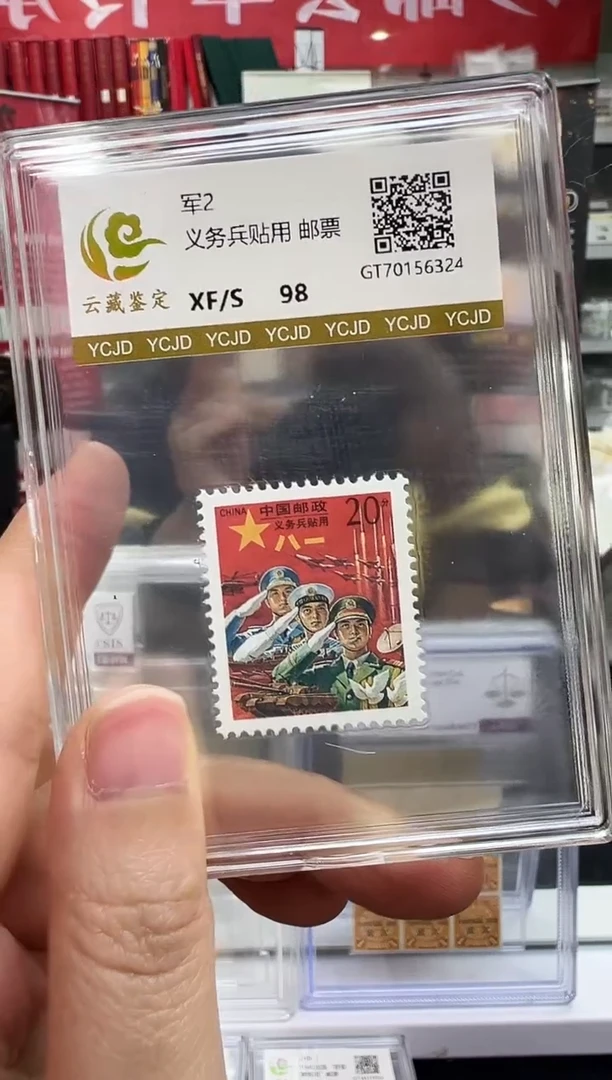 军2
义务兵贴用 邮票
GT70156324
云藏鉴定
XF/S 98
YCJD YCJD YCJD YCJD YCJD YCJD YCJD
CHINA 中国邮政 20分
义务兵贴用
八一